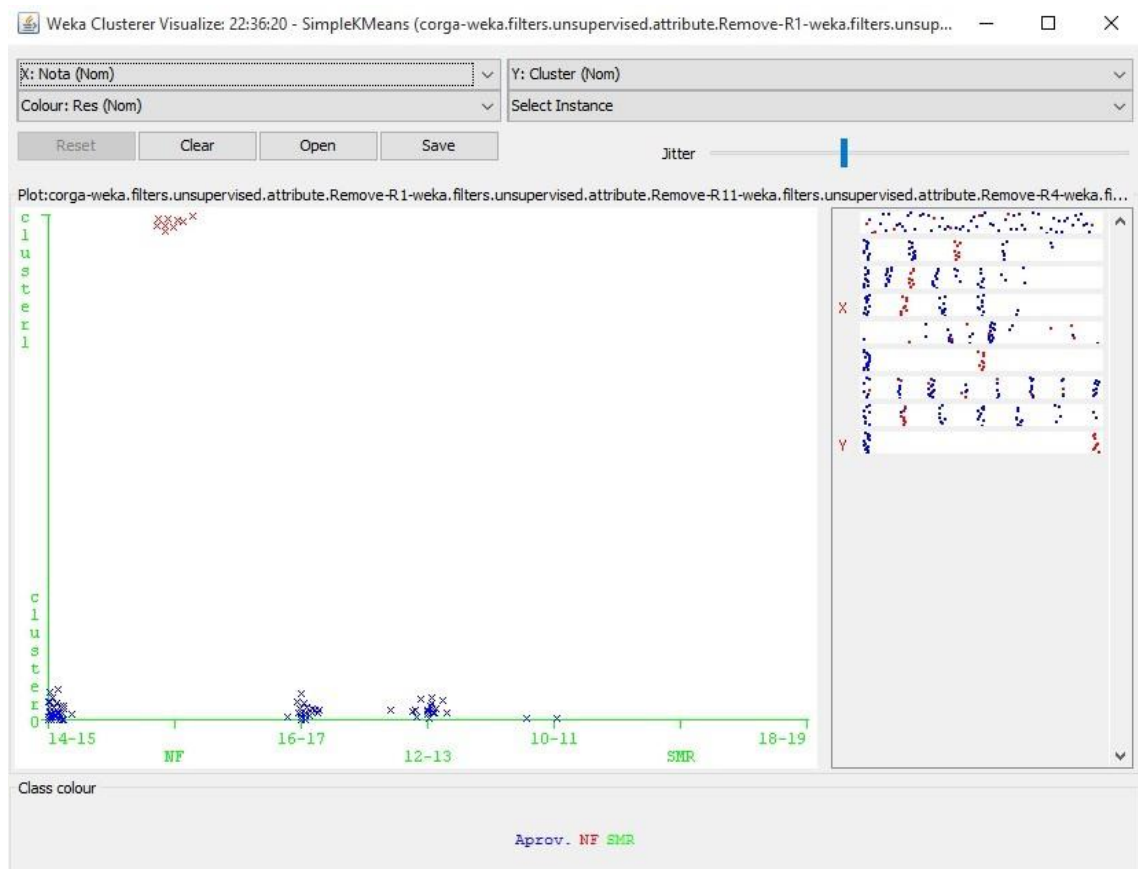 Weka Clusterer Visualize: 22:36:20 - SimpleKMeans (corga-weka.filters.unsupervised.attribute.Remove-R1-weka.filters.unsup...
X: Nota (Nom)
Y: Cluster (Nom)
Colour: Res (Nom)
Select Instance
Reset
Clear
Open
Save
Jitter
Plot:corga-weka.filters.unsupervised.attribute.Remove-R1-weka.filters.unsupervised.attribute.Remove-R11-weka.filters.unsupervised.attribute.Remove-R4-weka.fi...
cluster1
cluster0
X
Y
14-15
16-17
10-11
18-19
NF
12-13
SMR
Class colour
Aprov. NF SMR